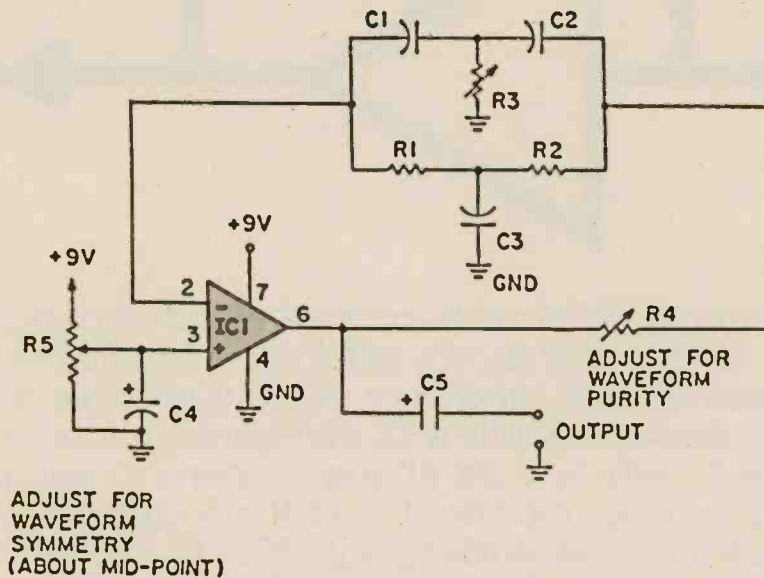 C1
C2
R3
R1
R2
C3
GND
+9V
+9V
2
7
IC1
6
3
4
R5
R4
ADJUST FOR
WAVEFORM
PURITY
GND
C4
C5
OUTPUT
ADJUST FOR
WAVEFORM
SYMMETRY
(ABOUT MID-POINT)